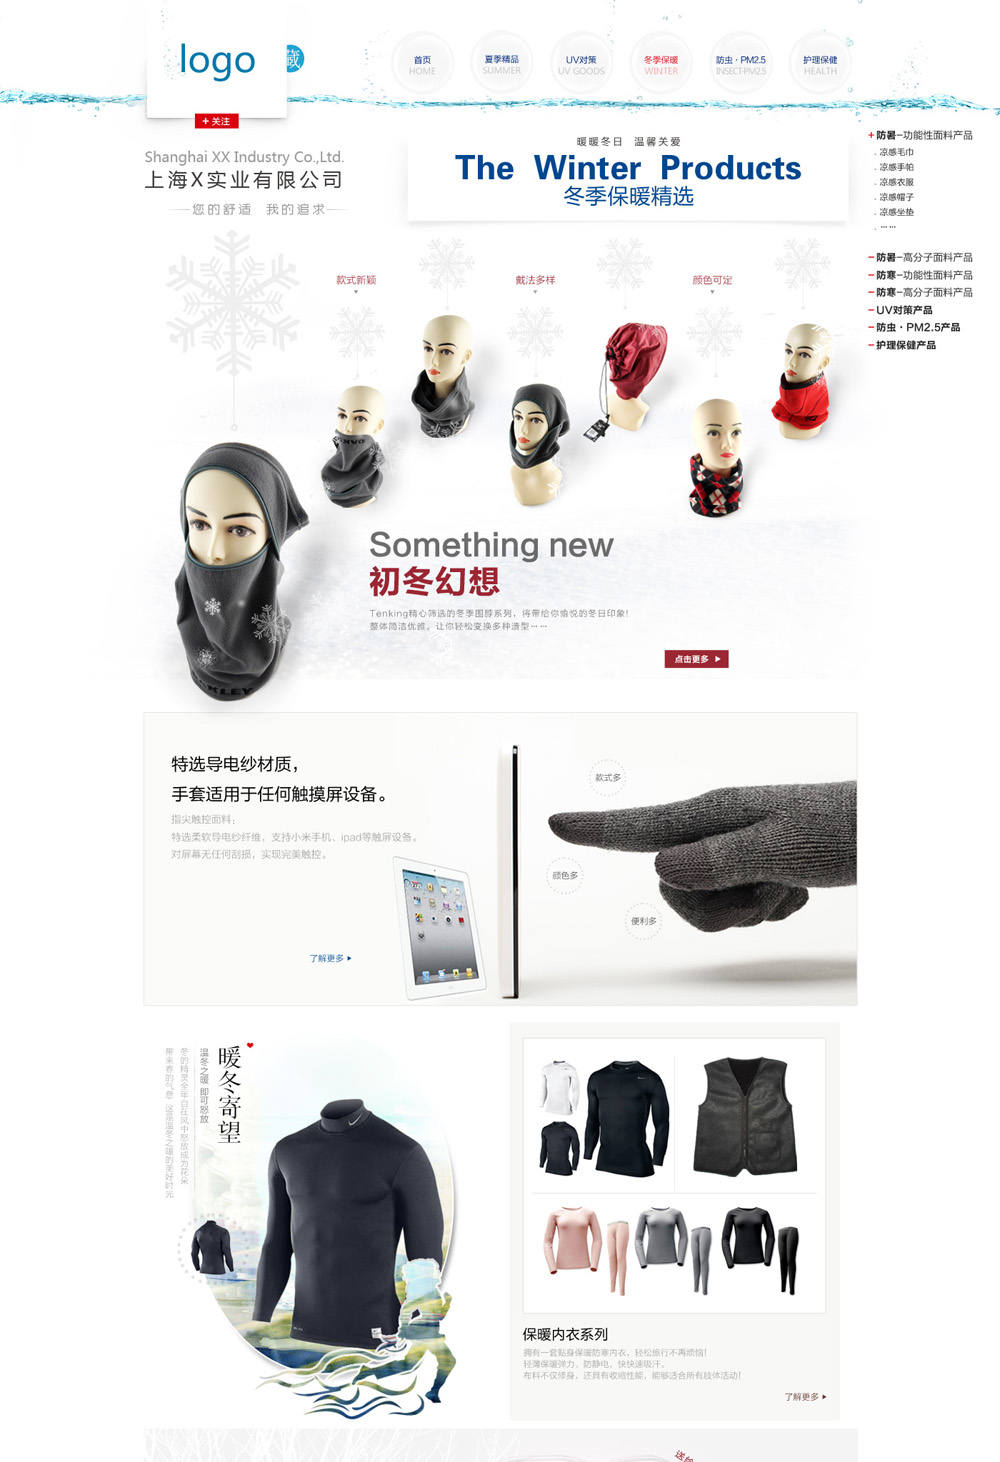 logo
藏
首页
HOME
夏季精品
SUMMER
UV对策
UV GOODS
冬季保暖
WINTER
防虫·PM2.5
INSECT-PM2.5
护理保健
HEALTH
+ 关注
Shanghai XX Industry Co.,Ltd.
上海X实业有限公司
您的舒适 我的追求
暖暖冬日 温馨关爱
The Winter Products
冬季保暖精选
+防暑-功能性面料产品
. 凉感毛巾
. 凉感手帕
. 凉感衣服
. 凉感帽子
. 凉感坐垫
. ……
-防暑-高分子面料产品
-防寒-功能性面料产品
-防寒-高分子面料产品
-UV对策产品
-防虫·PM2.5产品
-护理保健产品
款式新颖
戴法多样
颜色可定
Something new
初冬幻想
Tenking精心筛选的冬季围脖系列，将带给你愉悦的冬日印象!
整体简洁优雅。让你轻松变换多种造型……
点击更多
特选导电纱材质，
手套适用于任何触摸屏设备。
指尖触控面料；
特选柔软导电纱纤维，支持小米手机、ipad等触屏设备。
对屏幕无任何刮损，实现完美触控。
了解更多
款式多
颜色多
便利多
暖冬寄望
温冬之暖 即可怒放
冬的精灵全年自在风中怒放成为花朵
带来春的气息 这是温冬之暖的美好时光
保暖内衣系列
拥有一套贴身保暖防寒内衣，轻松旅行不再烦恼!
轻薄保暖弹力，防静电，快快速吸汗。
布料不仅修身，还具有收缩性能，能够适合所有肢体活动!
了解更多